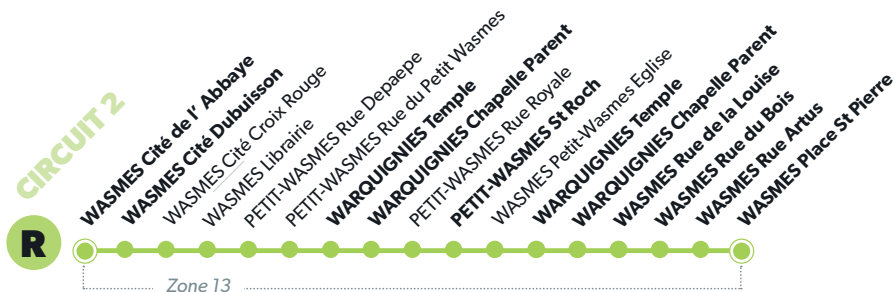 CIRCUIT 2
R
WASMES Cité de l' Abbaye
WASMES Cité Dubuisson
WASMES Cité Croix Rouge
WASMES Librairie
PETIT-WASMES Rue Depaepe
PETIT-WASMES Rue du Petit Wasmes
WARQUIGNIES Temple
WARQUIGNIES Chapelle Parent
PETIT-WASMES Rue Royale
PETIT-WASMES St Roch
WASMES Petit-Wasmes Eglise
WARQUIGNIES Temple
WARQUIGNIES Chapelle Parent
WASMES Rue de la Louise
WASMES Rue du Bois
WASMES Rue Artus
WASMES Place St Pierre
Zone 13